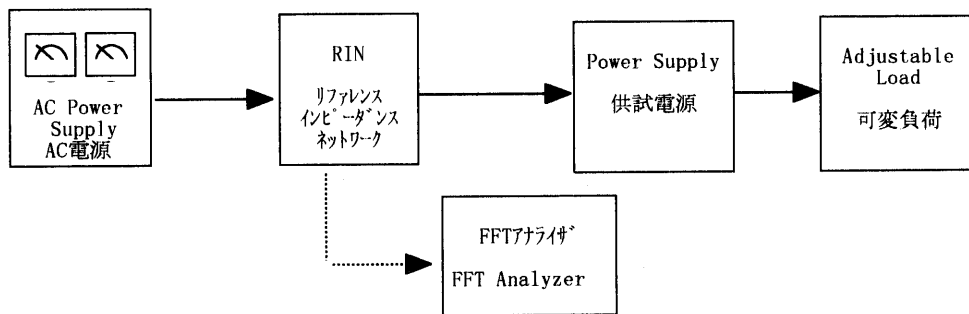 AC Power
Supply
AC電源
RIN
リファレンス
インピーダンス
ネットワーク
Power Supply
供試電源
Adjustable
Load
可変負荷
FFTアナライザ
FFT Analyzer